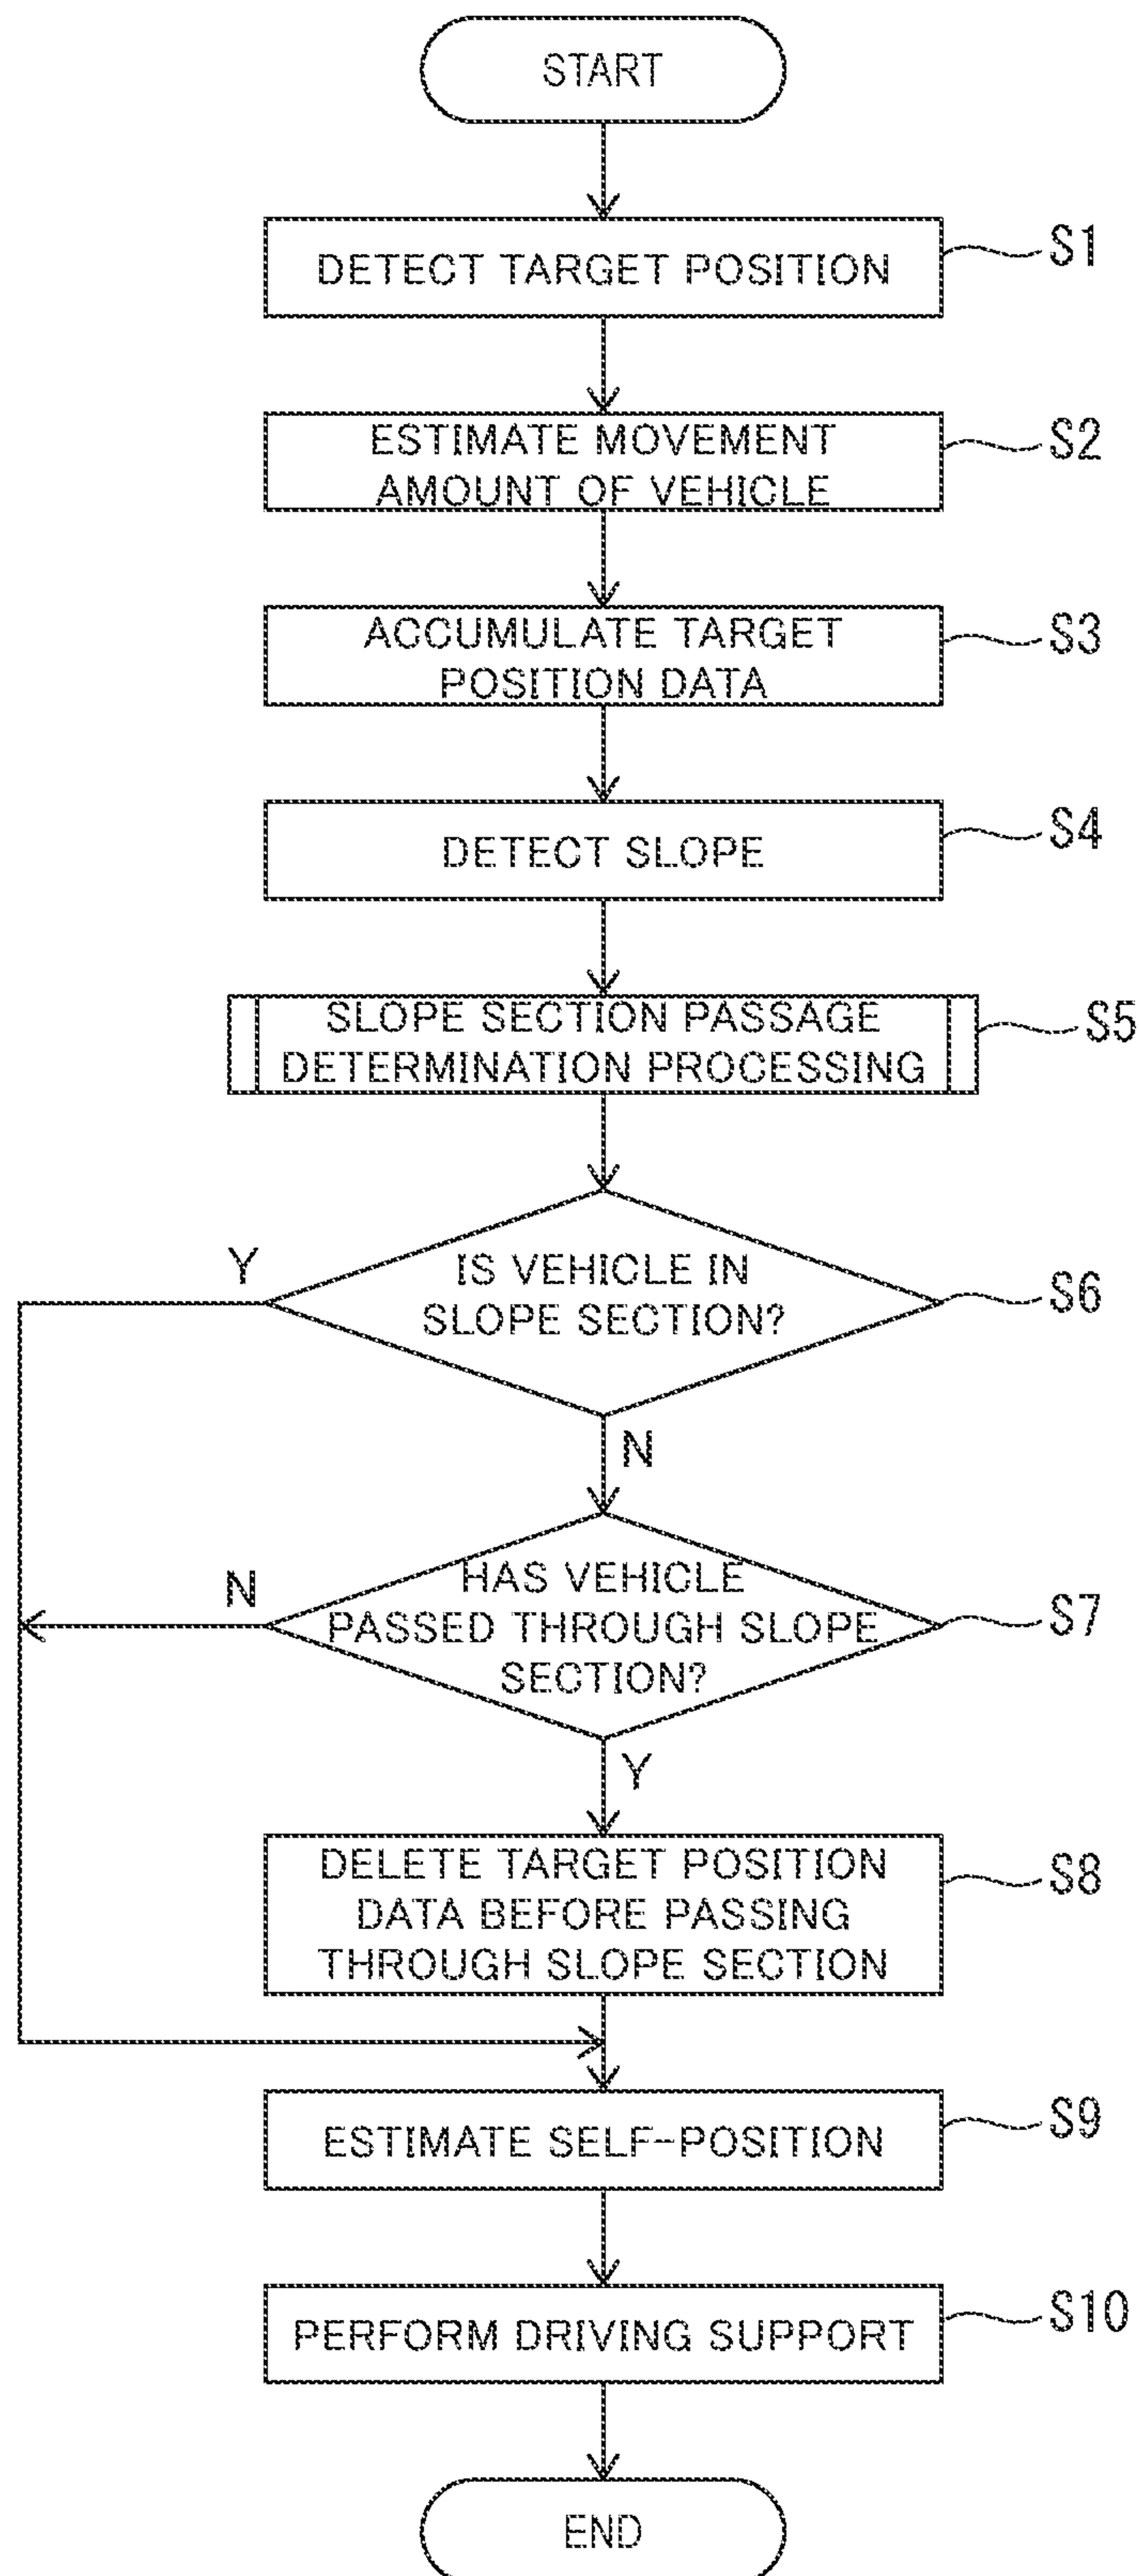 START
DETECT TARGET POSITION
S1
ESTIMATE MOVEMENT
AMOUNT OF VEHICLE
S2
ACCUMULATE TARGET
POSITION DATA
S3
DETECT SLOPE
S4
SLOPE SECTION PASSAGE
DETERMINATION PROCESSING
S5
Y
IS VEHICLE IN
SLOPE SECTION?
S6
N
N
HAS VEHICLE
PASSED THROUGH SLOPE
SECTION?
S7
Y
DELETE TARGET POSITION
DATA BEFORE PASSING
THROUGH SLOPE SECTION
S8
ESTIMATE SELF-POSITION
S9
PERFORM DRIVING SUPPORT
S10
END